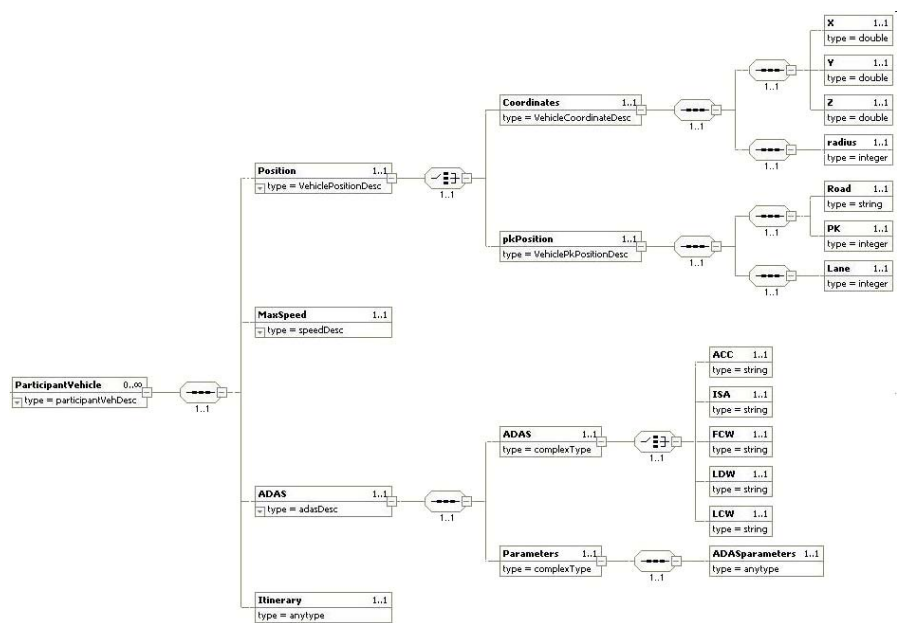 X 1..1
type = double
Y 1..1
type = double
Z 1..1
type = double
1..1
Coordinates 1..1
type = VehicleCoordinateDesc
1..1
radius 1..1
type = integer
1..1
Position 1..1
type = VehiclePositionDesc
1..1
Road 1..1
type = string
1..1
PK 1..1
type = integer
pkPosition 1..1
type = VehiclePkPositionDesc
1..1
Lane 1..1
type = integer
1..1
MaxSpeed 1..1
type = speedDesc
ParticipantVehicle 0..∞
type = participantVehDesc
1..1
ACC 1..1
type = string
ISA 1..1
type = string
ADAS 1..1
type = complexType
1..1
FCW 1..1
type = string
LDW 1..1
type = string
LCW 1..1
type = string
ADAS 1..1
type = adasDesc
1..1
Parameters 1..1
type = complexType
1..1
ADASparameters 1..1
type = anytype
Itinerary 1..1
type = anytype